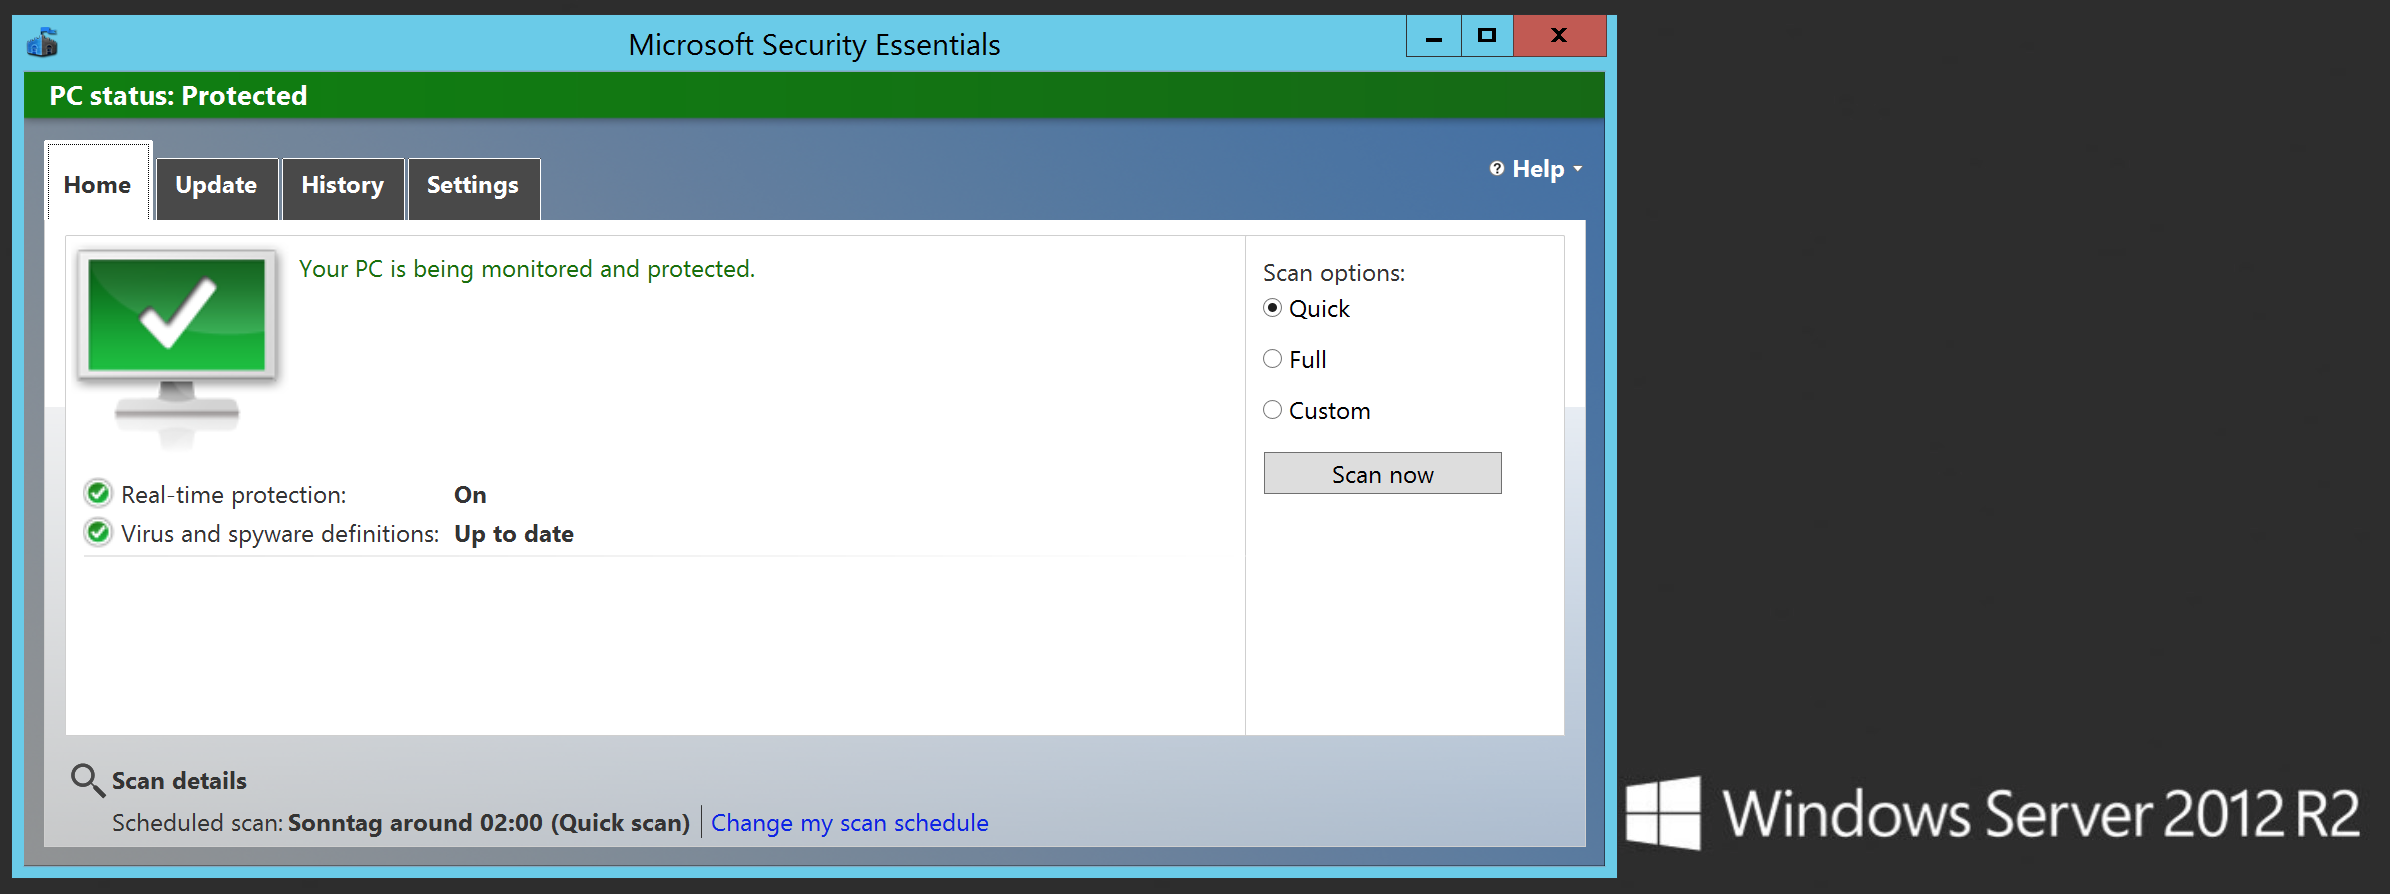 Microsoft Security Essentials
PC status: Protected
Home
Update
History
Settings
Help
Your PC is being monitored and protected.
Real-time protection: On
Virus and spyware definitions: Up to date
Scan options:
Quick
Full
Custom
Scan now
Scan details
Scheduled scan: Sonntag around 02:00 (Quick scan) Change my scan schedule
Windows Server 2012 R2